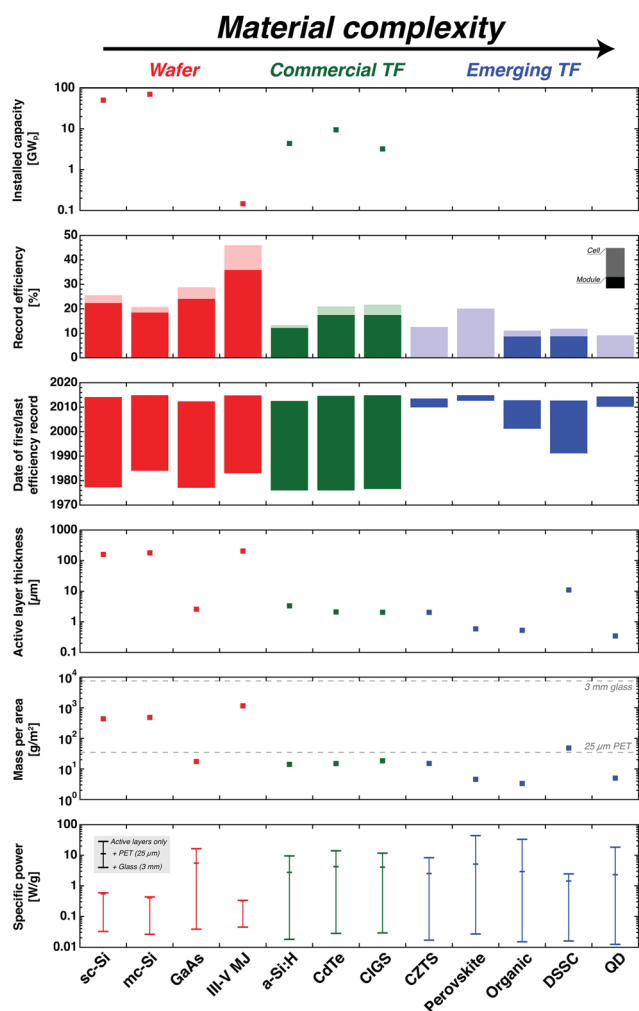 Material complexity
Wafer
Commercial TF
Emerging TF
Installed capacity
[GWₚ]
100
10
1
0.1
Record efficiency
[%]
50
40
30
20
10
0
Cell
Module
Date of first/last
efficiency record
2020
2010
2000
1990
1980
1970
Active layer thickness
[µm]
1000
100
10
1
0.1
Mass per area
[g/m²]
10⁴
10³
10²
10¹
10⁰
3 mm glass
25 µm PET
Specific power
[W/g]
100
10
1
0.1
0.01
Active layers only
+ PET (25 µm)
+ Glass (3 mm)
sc-Si
mc-Si
GaAs
III-V MJ
a-Si:H
CdTe
CIGS
CZTS
Perovskite
Organic
DSSC
QD